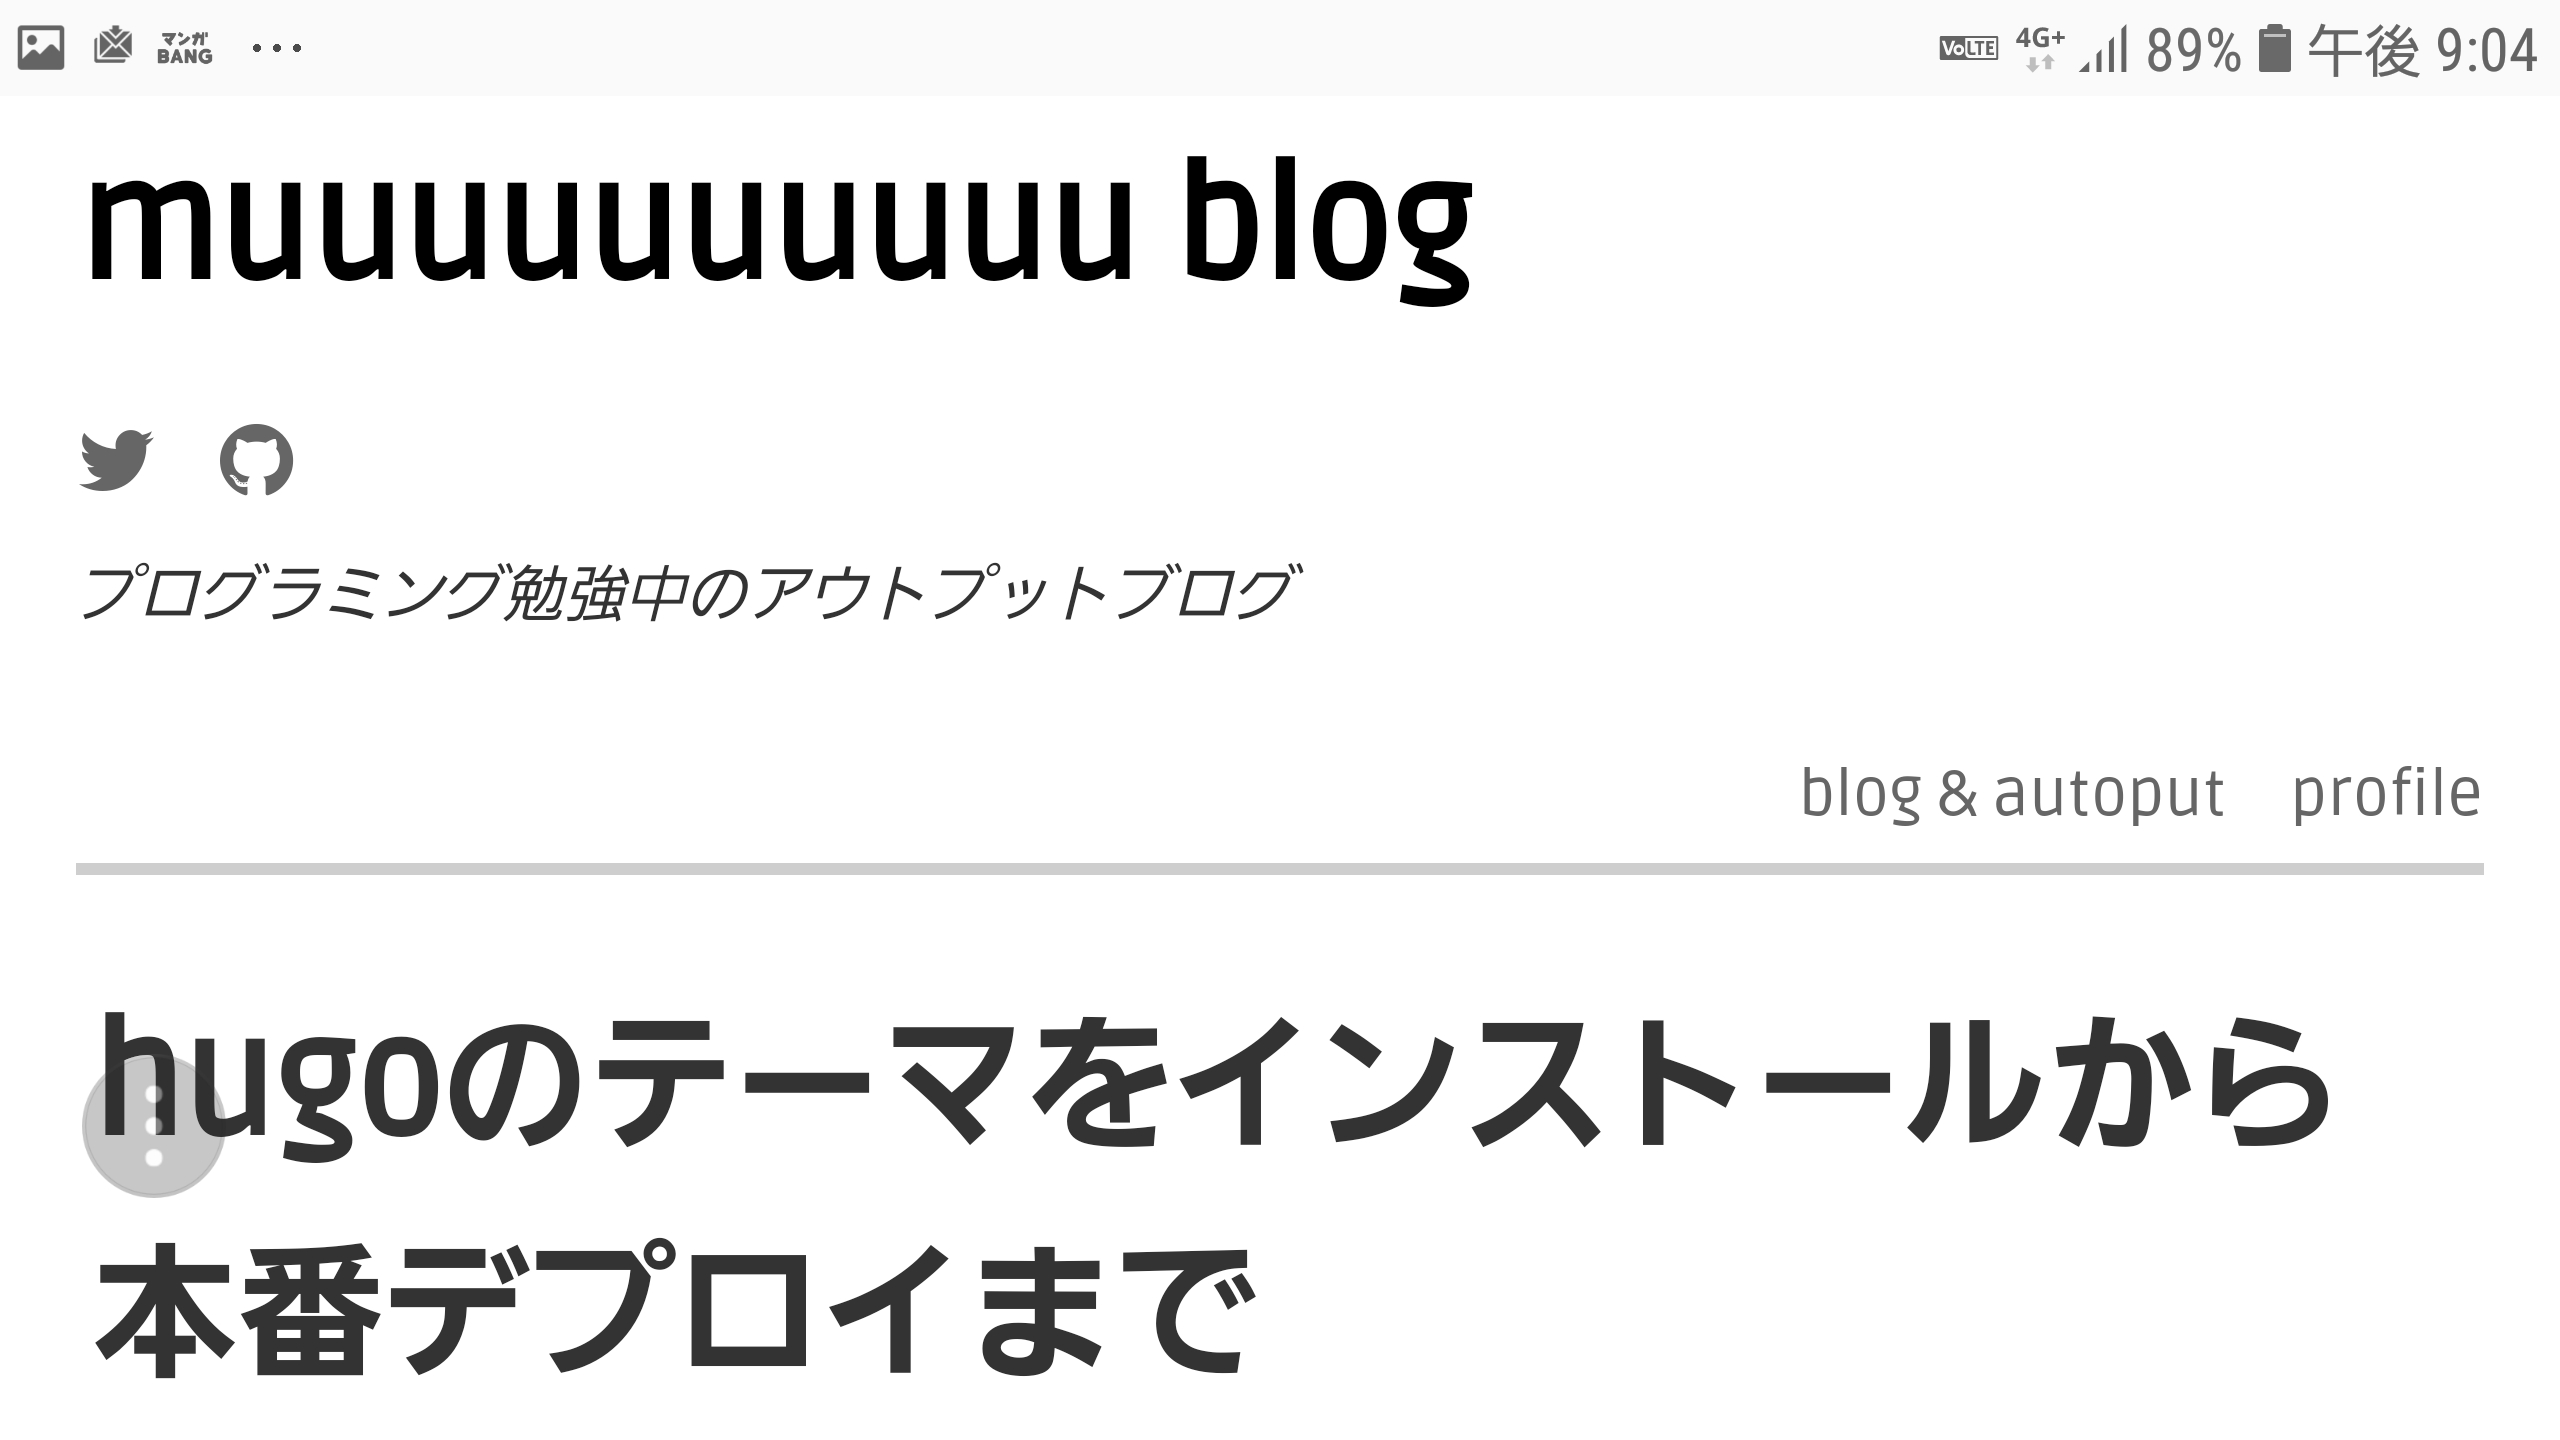 マンガ
BANG
VoLTE 4G+ 89% 午後 9:04
muuuuuuuuuu blog
プログラミング勉強中のアウトプットブログ
blog & autoput profile
hugoのテーマをインストールから
本番デプロイまで